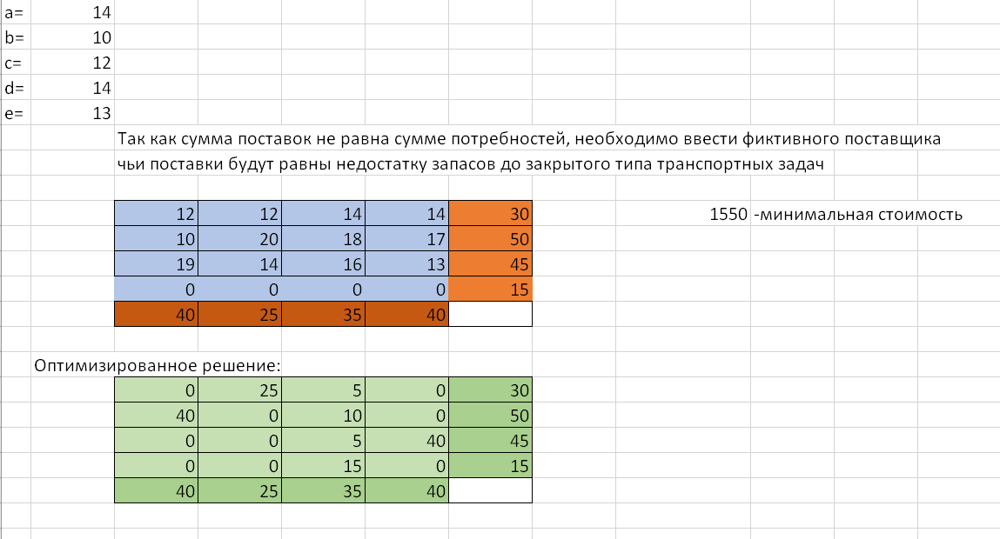 a= 14
b= 10
c= 12
d= 14
e= 13
Так как сумма поставок не равна сумме потребностей, необходимо ввести фиктивного поставщика
чьи поставки будут равны недостатку запасов до закрытого типа транспортных задач
12 12 14 14 30 1550 -минимальная стоимость
10 20 18 17 50
19 14 16 13 45
0 0 0 0 15
40 25 35 40
Оптимизированное решение:
0 25 5 0 30
40 0 10 0 50
0 0 5 40 45
0 0 15 0 15
40 25 35 40